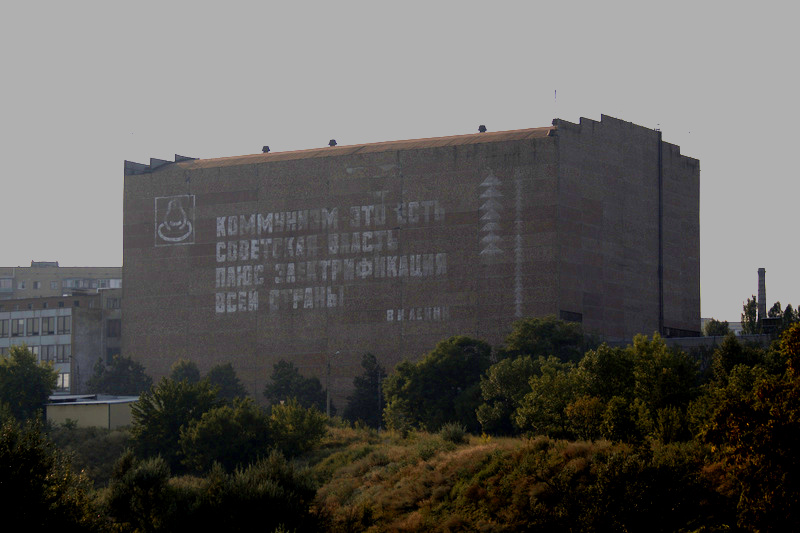 КОММУНИЗМ ЭТО ЕСТЬ
СОВЕТСКАЯ ВЛАСТЬ
ПЛЮС ЭЛЕКТРИФИКАЦИЯ
ВСЕЙ СТРАНЫ
В.И.ЛЕНИН